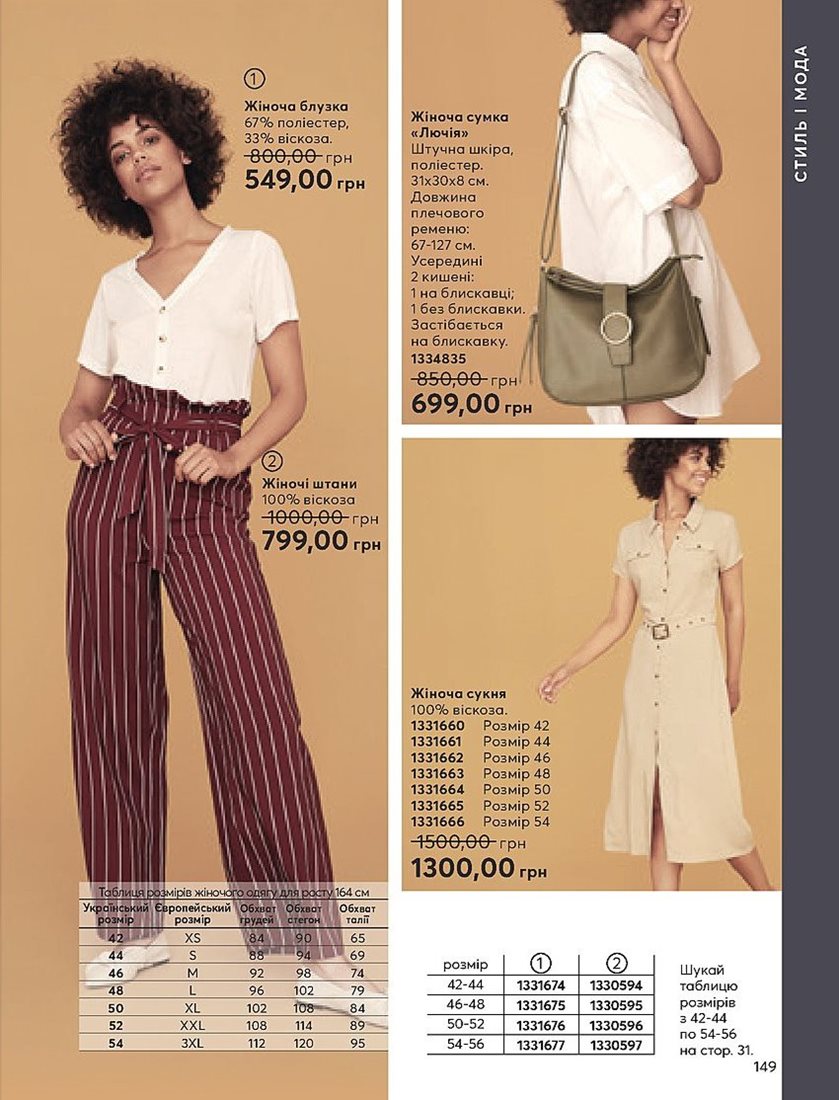 СТИЛЬ І МОДА
1
Жіноча блузка
67% поліестер,
33% віскоза.
800,00 грн
549,00 грн
2
Жіночі штани
100% віскоза
1000,00 грн
799,00 грн
Жіноча сумка
«Лючія»
Штучна шкіра,
поліестер.
31х30х8 см.
Довжина
плечового
ременю:
67-127 см.
Усередині
2 кишені:
1 на блискавці;
1 без блискавки.
Застібається
на блискавку.
1334835
850,00 грн
699,00 грн
Жіноча сукня
100% віскоза.
1331660 Розмір 42
1331661 Розмір 44
1331662 Розмір 46
1331663 Розмір 48
1331664 Розмір 50
1331665 Розмір 52
1331666 Розмір 54
1500,00 грн
1300,00 грн
Таблиця розмірів жіночого одягу для росту 164 см
Український розмір Європейський розмір Обхват грудей Обхват стегон Обхват талії
42 XS 84 90 65
44 S 88 94 69
46 M 92 98 74
48 L 96 102 79
50 XL 102 108 84
52 XXL 108 114 89
54 3XL 112 120 95
розмір 1 2
42-44 1331674 1330594
46-48 1331675 1330595
50-52 1331676 1330596
54-56 1331677 1330597
Шукай
таблицю
розмірів
з 42-44
по 54-56
на стор. 31.
149